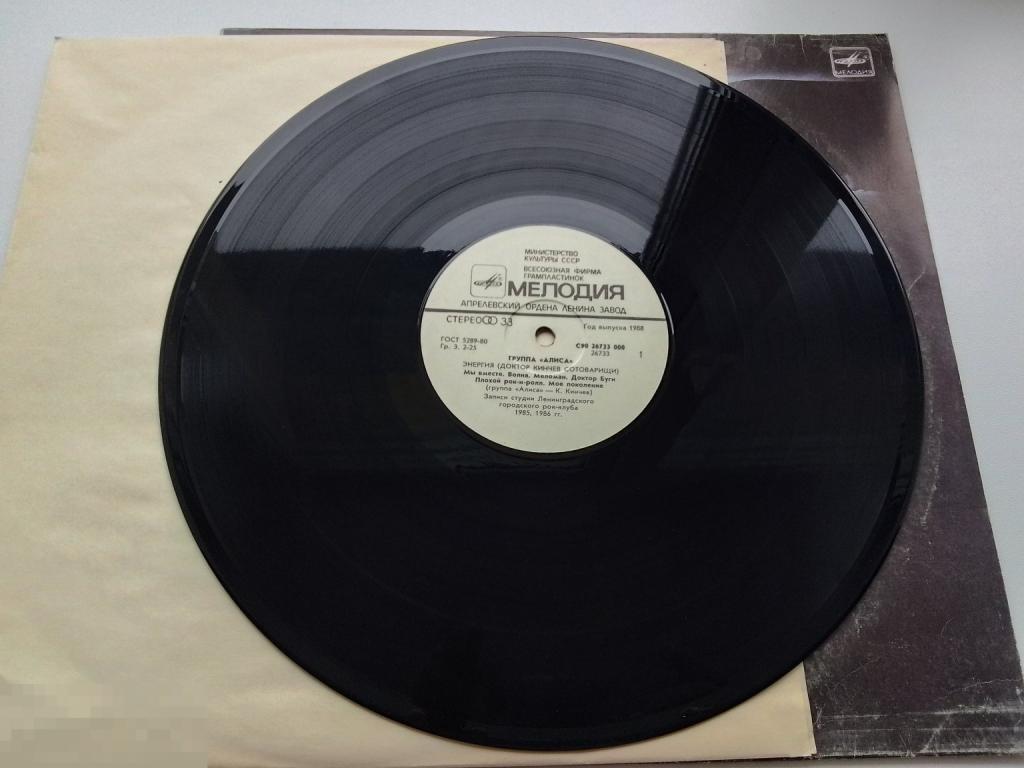 МЕЛОДИЯ
МИНИСТЕРСТВО
КУЛЬТУРЫ СССР
ВСЕСОЮЗНАЯ ФИРМА
ГРАМПЛАСТИНОК
МЕЛОДИЯ
АПРЕЛЕВСКИЙ ОРДЕНА ЛЕНИНА ЗАВОД
СТЕРЕО 33
Год выпуска 1988
ГОСТ 5289-80
Гр. 3. 2-25
С90 26733 000
26733
1
ГРУППА «АЛИСА»
ЭНЕРГИЯ (ДОКТОР КИНЧЕВ СОТОВАРИЩИ)
Мы вместе. Волна. Меломан. Доктор Буги
Плохой рок-н-ролл. Мое поколение
(группа «Алиса» — К. Кинчев)
Записи студии Ленинградского
городского рок-клуба
1985, 1986 гг.